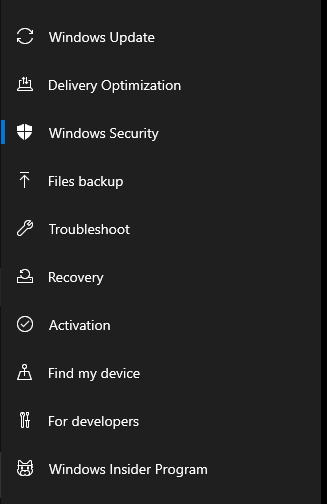 Windows Update
Delivery Optimization
Windows Security
Files backup
Troubleshoot
Recovery
Activation
Find my device
For developers
Windows Insider Program